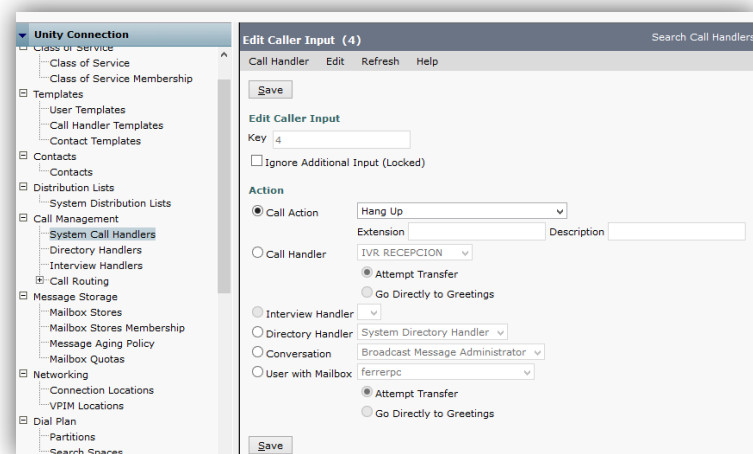 Unity Connection
Class of Service
Class of Service
Class of Service Membership
Templates
User Templates
Call Handler Templates
Contact Templates
Contacts
Contacts
Distribution Lists
System Distribution Lists
Call Management
System Call Handlers
Directory Handlers
Interview Handlers
Call Routing
Message Storage
Mailbox Stores
Mailbox Stores Membership
Message Aging Policy
Mailbox Quotas
Networking
Connection Locations
VPIM Locations
Dial Plan
Partitions
Search Spaces
Edit Caller Input (4) Search Call Handlers
Call Handler Edit Refresh Help
Save
Edit Caller Input
Key 4
Ignore Additional Input (Locked)
Action
Call Action Hang Up
Extension Description
Call Handler IVR RECEPCION
Attempt Transfer
Go Directly to Greetings
Interview Handler
Directory Handler System Directory Handler
Conversation Broadcast Message Administrator
User with Mailbox ferrerpc
Attempt Transfer
Go Directly to Greetings
Save